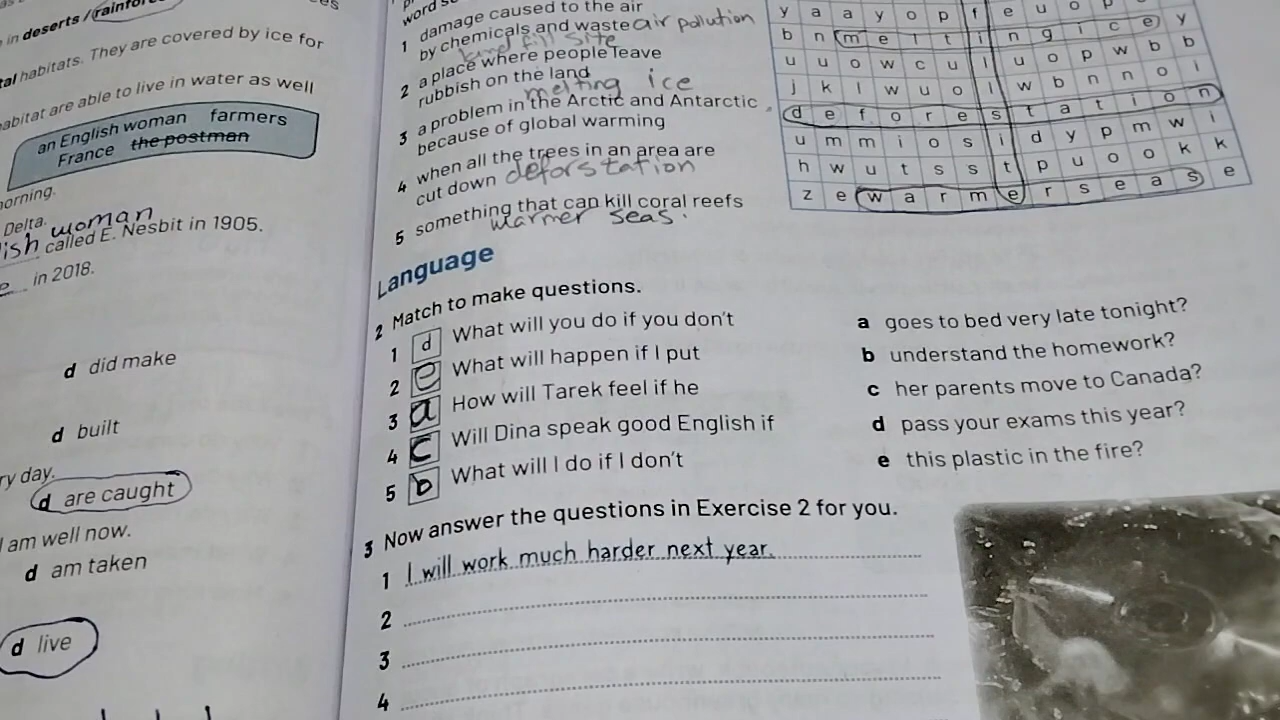 in deserts / rainfor
tal habitats. They are covered by ice for
abitat are able to live in water as well
an English woman farmers
France the postman
orning.
Delta.
ish woman called E. Nesbit in 1905.
in 2018.
d did make
d built
ry day.
d are caught
I am well now.
d am taken
d live
word s
1 damage caused to the air
by chemicals and waste air pollution
land fill site
2 a place where people leave
rubbish on the land
melting ice
3 a problem in the Arctic and Antarctic
because of global warming
4 when all the trees in an area are
cut down deforstation
5 something that can kill coral reefs
warmer seas.
y a a y o p f e u o p
b n m e l t i n g i c e y
u u o w c u l u o p w b b
j k l w u o l w b n n o i
d e f o r e s t a t i o n
u m m i o s i d y p m w i
h w u t s s t p u o o k k
z e w a r m e r s e a s e
Language
2 Match to make questions.
1 d What will you do if you don't
2 e What will happen if I put
3 a How will Tarek feel if he
4 c Will Dina speak good English if
5 b What will I do if I don't
a goes to bed very late tonight?
b understand the homework?
c her parents move to Canada?
d pass your exams this year?
e this plastic in the fire?
3 Now answer the questions in Exercise 2 for you.
1 I will work much harder next year.
2
3
4